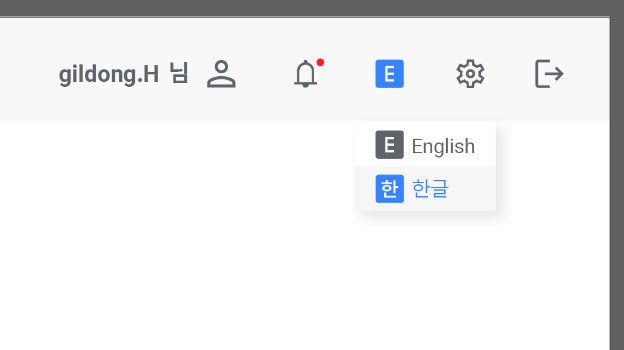 gildong.H 님
E
E English
한 한글